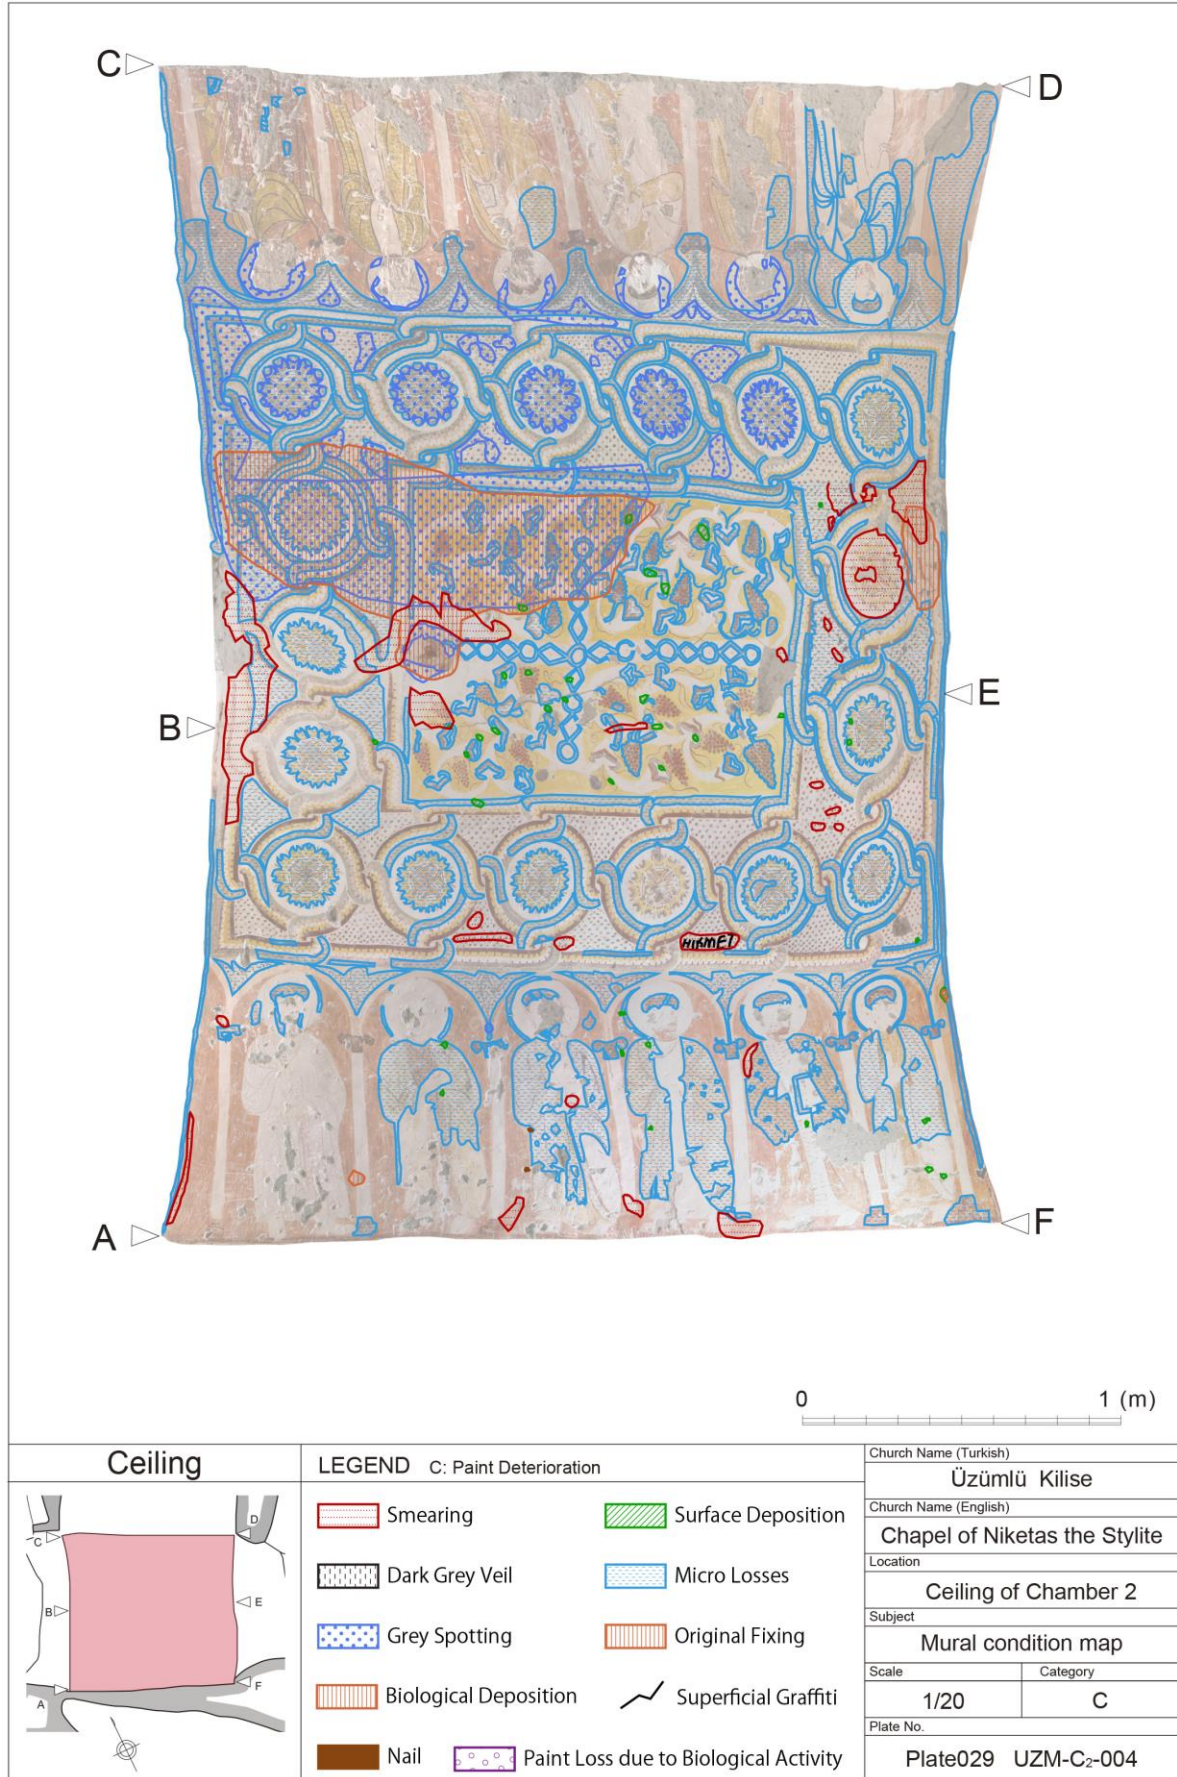 C
D
B
E
HIKMET
A
F
0 1 (m)
Ceiling
C
D
B
E
A
F
LEGEND C: Paint Deterioration
Smearing
Surface Deposition
Dark Grey Veil
Micro Losses
Grey Spotting
Original Fixing
Biological Deposition
Superficial Graffiti
Nail
Paint Loss due to Biological Activity
Church Name (Turkish)
Üzümlü Kilise
Church Name (English)
Chapel of Niketas the Stylite
Location
Ceiling of Chamber 2
Subject
Mural condition map
Scale Category
1/20 C
Plate No.
Plate029 UZM-C₂-004